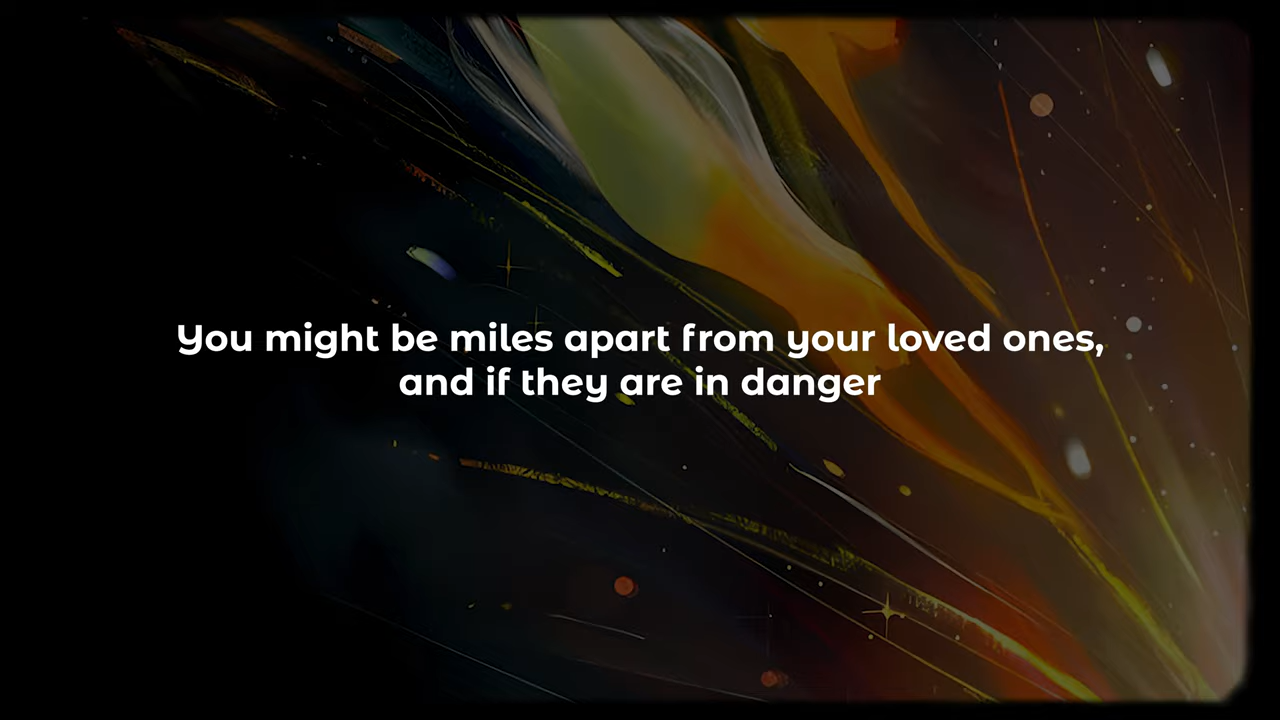 You might be miles apart from your loved ones,
and if they are in danger